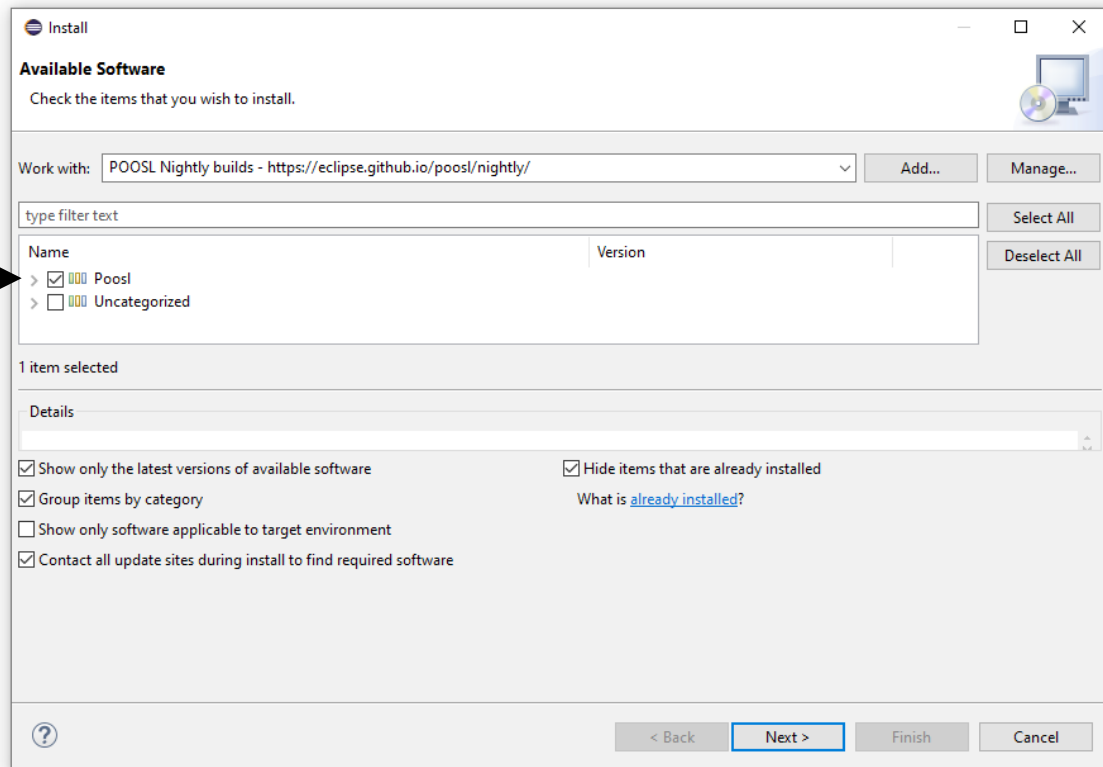 Install
Available Software
Check the items that you wish to install.
Work with: POOSL Nightly builds - https://eclipse.github.io/poosl/nightly/ Add... Manage...
type filter text Select All
Name Version Deselect All
Poosl
Uncategorized
1 item selected
Details
Show only the latest versions of available software Hide items that are already installed
Group items by category What is already installed?
Show only software applicable to target environment
Contact all update sites during install to find required software
? < Back Next > Finish Cancel